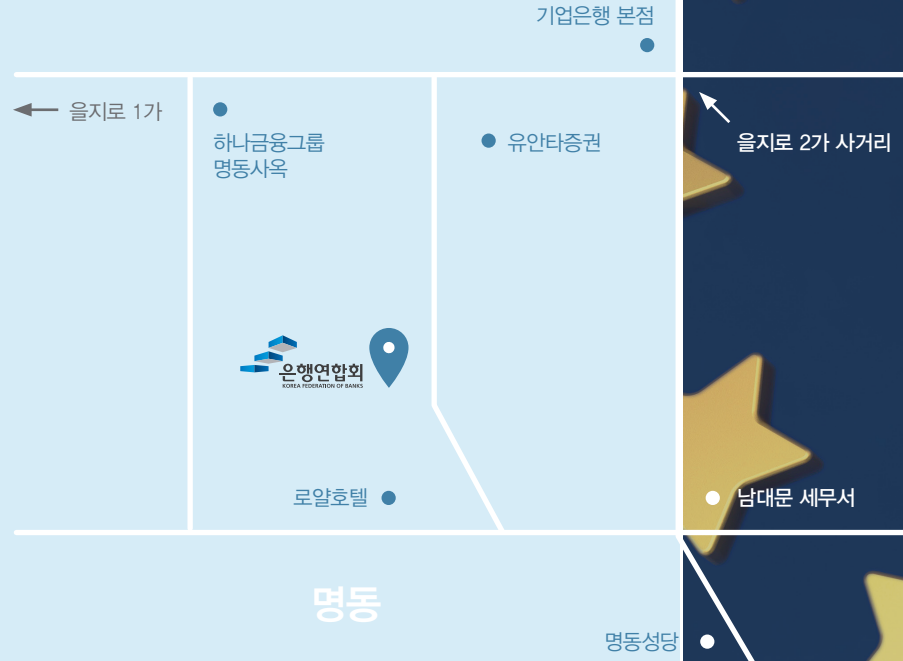 기업은행 본점
을지로 1가
하나금융그룹
명동사옥
유안타증권
을지로 2가 사거리
은행연합회
KOREA FEDERATION OF BANKS
로얄호텔
남대문 세무서
명동
명동성당